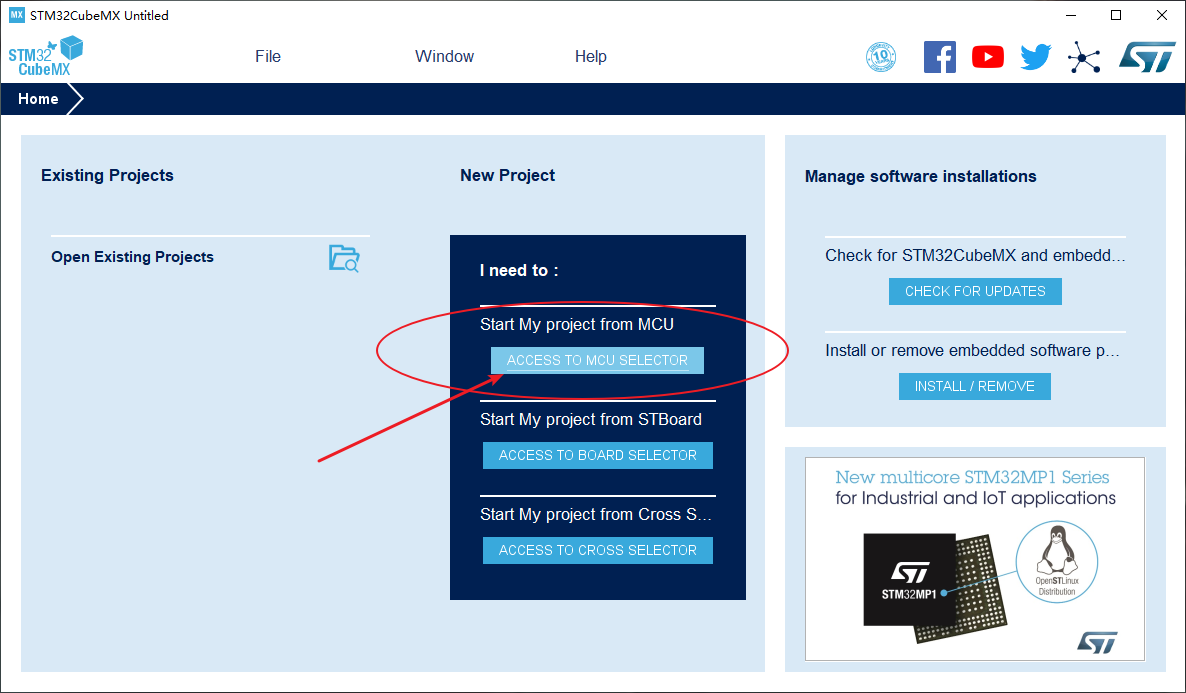 MX STM32CubeMX Untitled
STM32
CubeMX
File
Window
Help
10
ST
Home
Existing Projects
Open Existing Projects
New Project
I need to :
Start My project from MCU
ACCESS TO MCU SELECTOR
Start My project from STBoard
ACCESS TO BOARD SELECTOR
Start My project from Cross S...
ACCESS TO CROSS SELECTOR
Manage software installations
Check for STM32CubeMX and embedd...
CHECK FOR UPDATES
Install or remove embedded software p...
INSTALL / REMOVE
New multicore STM32MP1 Series
for Industrial and IoT applications
ST
STM32MP1
OpenSTLinux
Distribution
ST